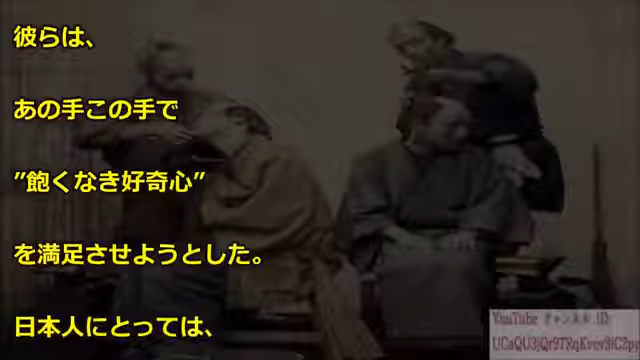 彼らは、
あの手この手で
”飽くなき好奇心”
を満足させようとした。
日本人にとっては、
YouTube チャンネル ID